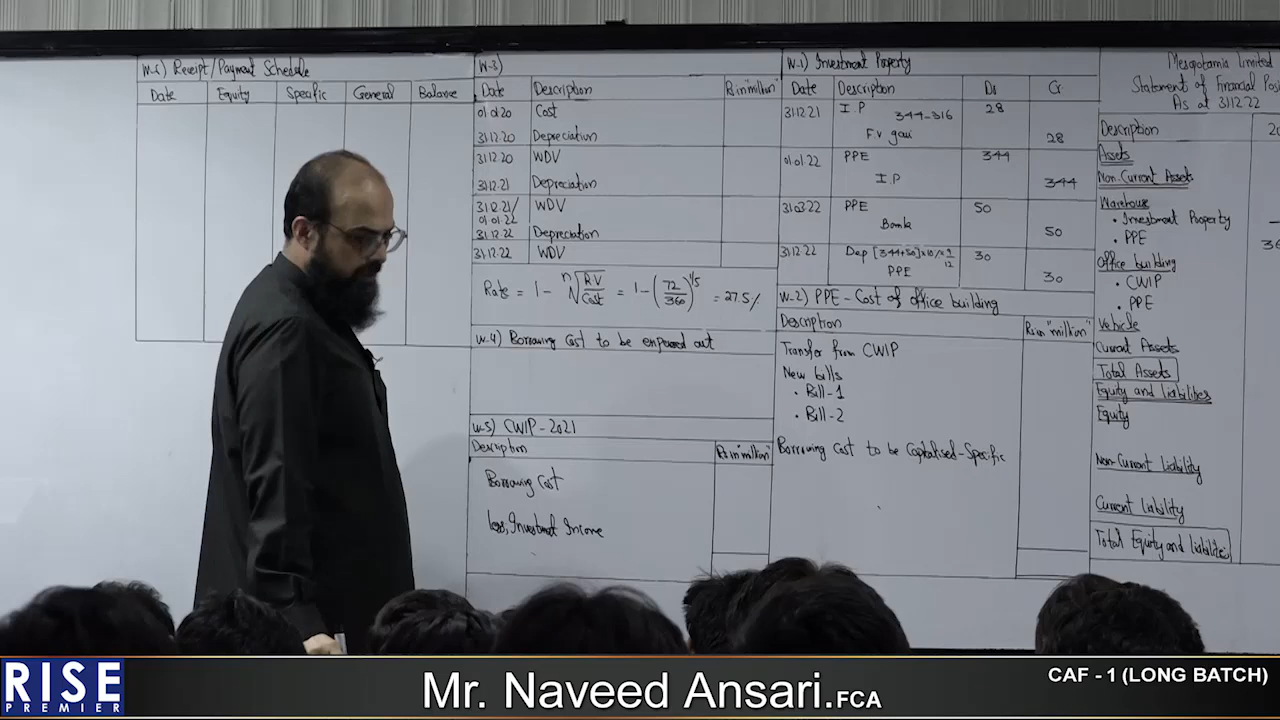 W-6) Receipt/Payment Schedule
Date Equity Specific General Balance
W-3)
Date Description Rs in "million"
01.01.20 Cost
31.12.20 Depreciation
31.12.20 WDV
31.12.21 Depreciation
31.12.21/ 01.01.22 WDV
31.12.22 Depreciation
31.12.22 WDV
Rate = 1 - n√RV/Cost = 1 - (72/360)^1/5 = 27.5%
W-4) Borrowing Cost to be expensed out
W-5) CWIP - 2021
Description Rs in "million"
Borrowing Cost
Less, Investment Income
W-1) Investment Property
Date Description Dr Cr
31.12.21 I.P 344-316 28
F.v gain 28
01.01.22 PPE 344
I.P 344
31.03.22 PPE 50
Bank 50
31.12.22 Dep [344+50]x10%x9/12 30
PPE 30
W-2) PPE - Cost of office building
Description Rs in "million"
Transfer from CWIP
New bills
• Bill-1
• Bill-2
Borrowing Cost to be Capitalised-Specific
Mesopotamia Limited
Statement of Financial Posi
As at 31.12.22
Description 20
Assets
Non-Current Assets
Warehouse
• Investment Property
• PPE 36
Office building
• CWIP
• PPE
Vehicle
Current Assets
Total Assets
Equity and liabilities
Equity
Non-Current Liability
Current Liability
Total Equity and liabilities
RISE
PREMIER
Mr. Naveed Ansari.FCA
CAF - 1 (LONG BATCH)